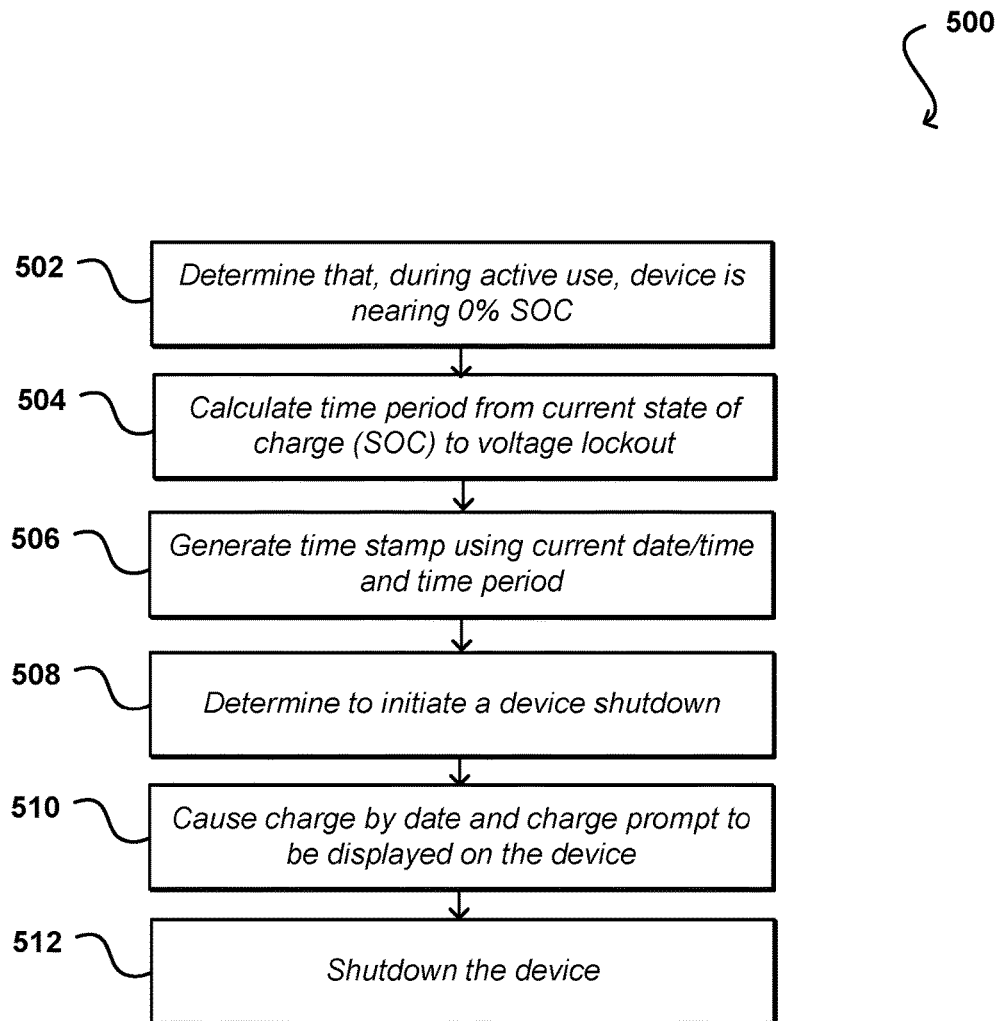 500
502
Determine that, during active use, device is
nearing 0% SOC
504
Calculate time period from current state of
charge (SOC) to voltage lockout
506
Generate time stamp using current date/time
and time period
508
Determine to initiate a device shutdown
510
Cause charge by date and charge prompt to
be displayed on the device
512
Shutdown the device